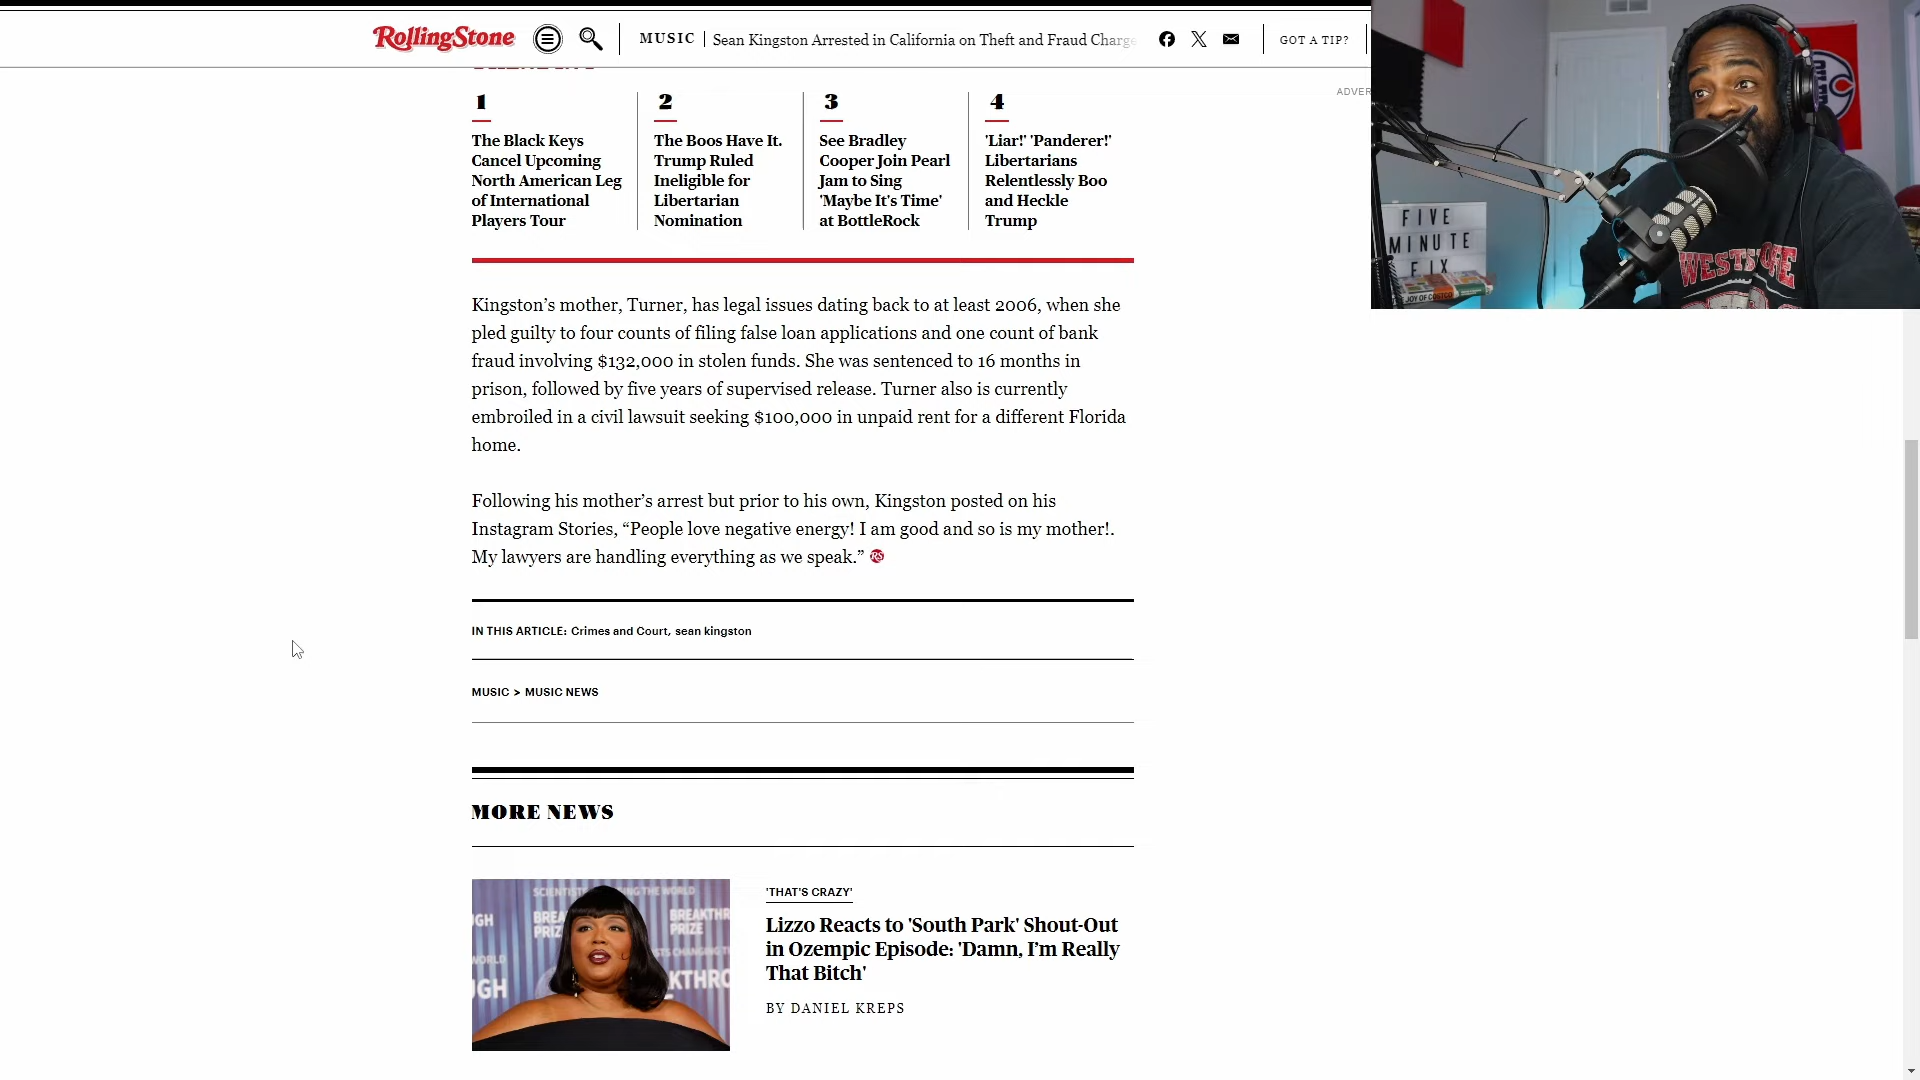 RollingStone
MUSIC
Sean Kingston Arrested in California on Theft and Fraud Charge
GOT A TIP?
ADVER
1
The Black Keys
Cancel Upcoming
North American Leg
of International
Players Tour
2
The Boos Have It.
Trump Ruled
Ineligible for
Libertarian
Nomination
3
See Bradley
Cooper Join Pearl
Jam to Sing
'Maybe It's Time'
at BottleRock
4
'Liar!' 'Panderer!'
Libertarians
Relentlessly Boo
and Heckle
Trump
FIVE
MINUTE
FIX
JOY OF COSTCO
WESTSHORE
Kingston’s mother, Turner, has legal issues dating back to at least 2006, when she
pled guilty to four counts of filing false loan applications and one count of bank
fraud involving $132,000 in stolen funds. She was sentenced to 16 months in
prison, followed by five years of supervised release. Turner also is currently
embroiled in a civil lawsuit seeking $100,000 in unpaid rent for a different Florida
home.
Following his mother’s arrest but prior to his own, Kingston posted on his
Instagram Stories, “People love negative energy! I am good and so is my mother!.
My lawyers are handling everything as we speak.” RS
IN THIS ARTICLE: Crimes and Court, sean kingston
MUSIC > MUSIC NEWS
MORE NEWS
'THAT'S CRAZY'
Lizzo Reacts to 'South Park' Shout-Out
in Ozempic Episode: 'Damn, I’m Really
That Bitch'
BY DANIEL KREPS